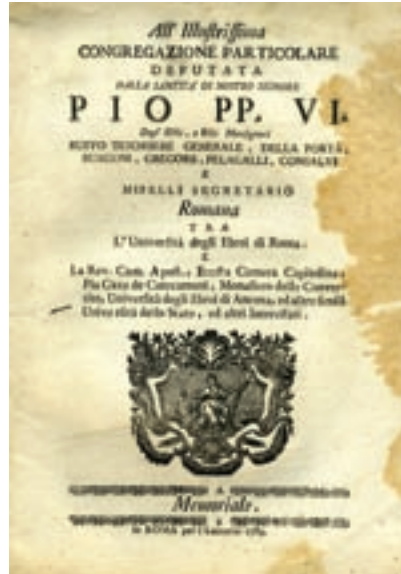 All' Illustrissima
CONGREGAZIONE PARTICOLARE
DEPUTATA
DALLA SANTITA' DI NOSTRO SIGNORE
PIO PP. VI.
Degl' Illmi, e Rmi Monsignori
RUFFO TESORIERE GENERALE, DELLA PORTA,
GREGORI, PELAGALLI, CONSALVI
E
MIRELLI SEGRETARIO
Romana
TRA
L' Università degli Ebrei di Roma.
E
La Rev. Cam. Apost., Eccelsa Camera Capitolina,
Pia Casa de Catecumeni, Monastero delle Convertite, Università degli Ebrei di Ancona, ed altre simili
Università dello Stato, ed altri Interessati.
Memoriale.
In ROMA per